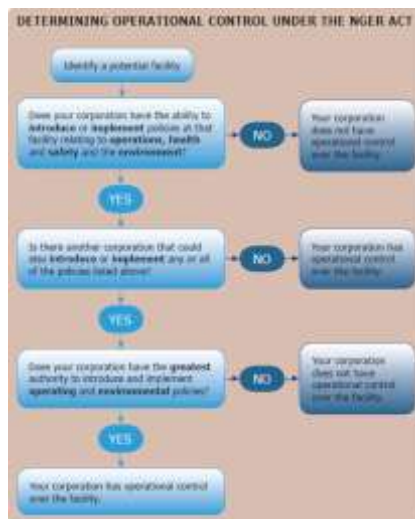 DETERMINING OPERATIONAL CONTROL UNDER THE NGER ACT
Identify a potential facility
Does your corporation have the ability to
introduce or implement policies at that
facility relating to operations, health
and safety and the environment?
NO
Your corporation
does not have
operational control
over the facility.
YES
Is there another corporation that could
also introduce or implement any or all
of the policies listed above?
NO
Your corporation has
operational control
over the facility.
YES
Does your corporation have the greatest
authority to introduce and implement
operating and environmental policies?
NO
Your corporation
does not have
operational control
over the facility.
YES
Your corporation has operational control
over the facility.